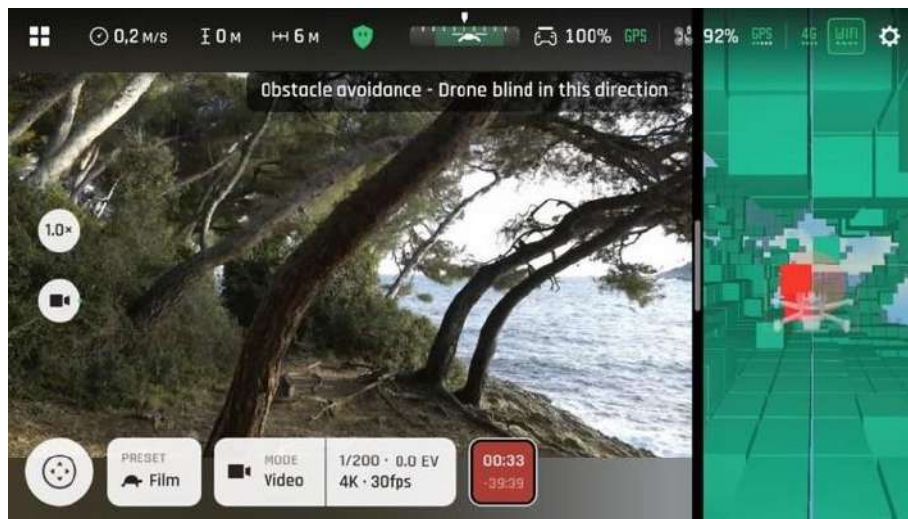 0,2 M/S
0 M
6 M
100% GPS
92% GPS
4G
WIFI
Obstacle avoidance - Drone blind in this direction
1.0×
PRESET
Film
MODE
Video
1/200 · 0.0 EV
4K · 30fps
00:33
-39:39